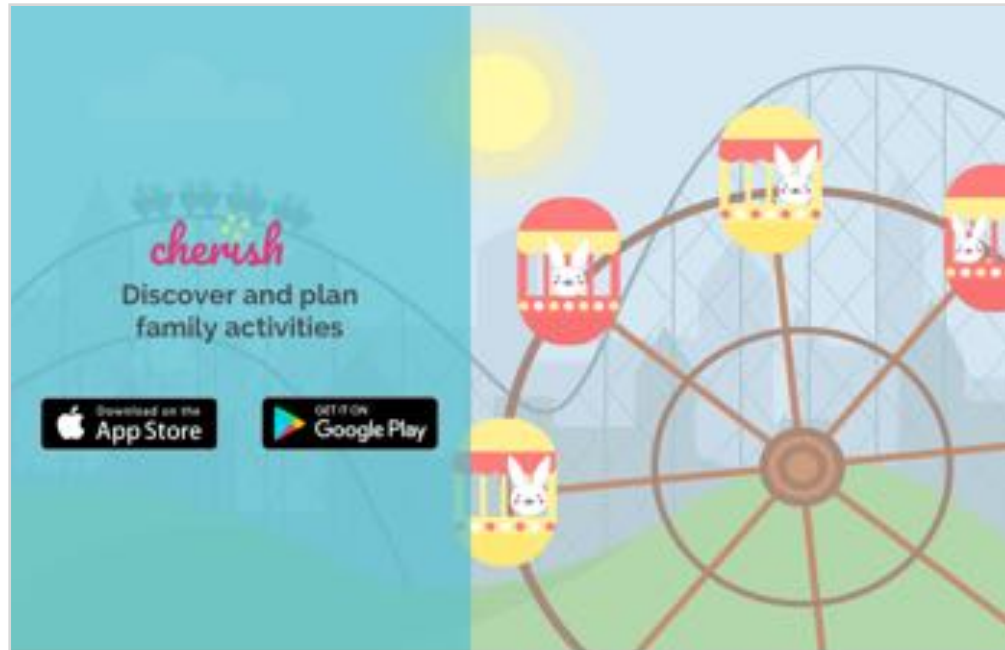 cherish
Discover and plan
family activities
Download on the
App Store
GET IT ON
Google Play